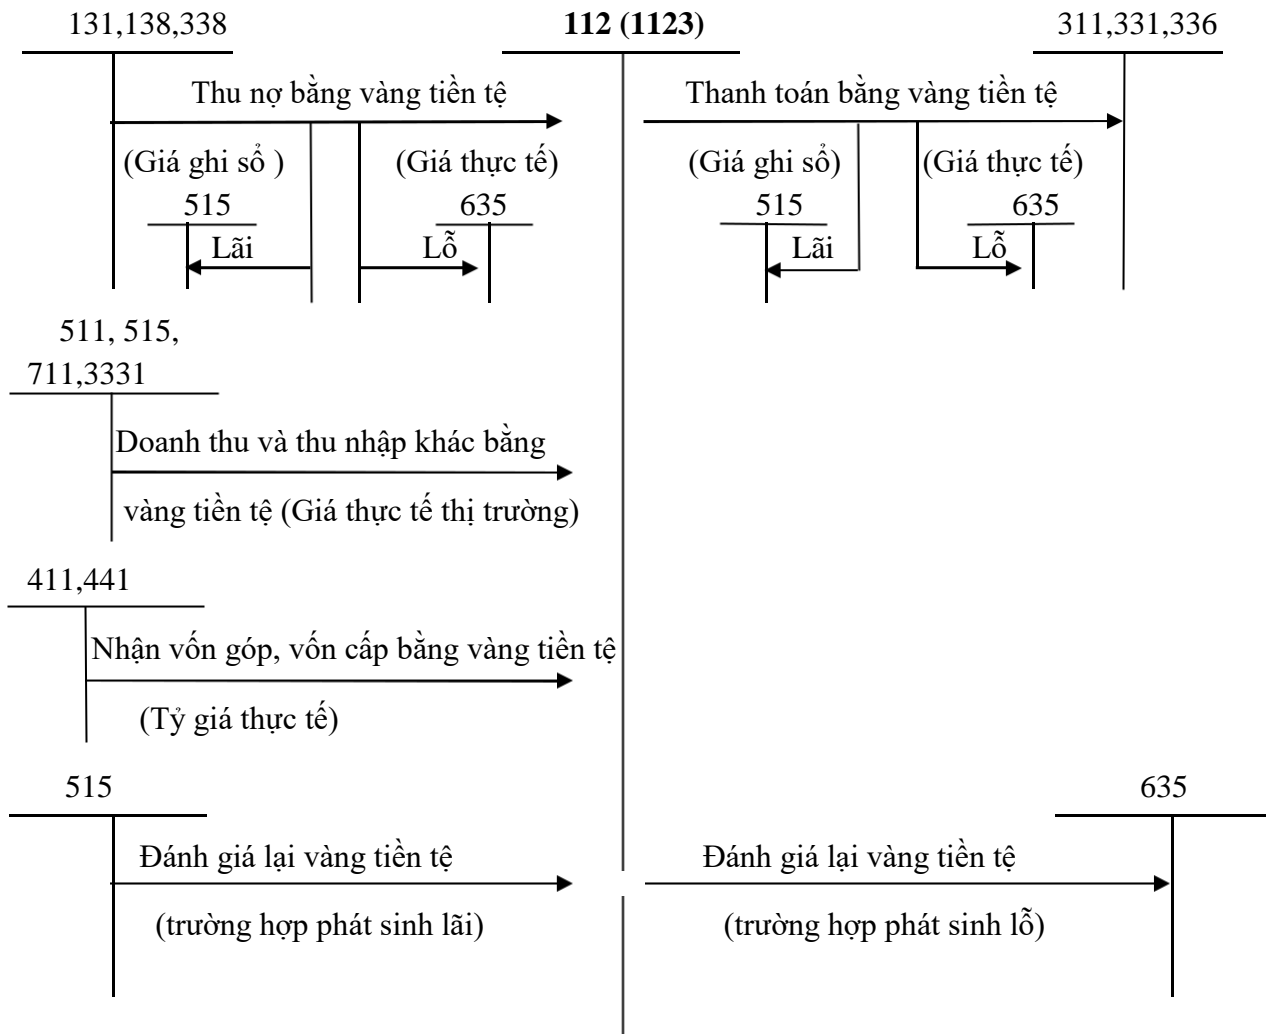 131,138,338
112 (1123)
311,331,336
Thu nợ bằng vàng tiền tệ
Thanh toán bằng vàng tiền tệ
(Giá ghi sổ )
(Giá thực tế)
(Giá ghi sổ)
(Giá thực tế)
515
635
515
635
Lãi
Lỗ
Lãi
Lỗ
511, 515,
711,3331
Doanh thu và thu nhập khác bằng
vàng tiền tệ (Giá thực tế thị trường)
411,441
Nhận vốn góp, vốn cấp bằng vàng tiền tệ
(Tỷ giá thực tế)
515
635
Đánh giá lại vàng tiền tệ
Đánh giá lại vàng tiền tệ
(trường hợp phát sinh lãi)
(trường hợp phát sinh lỗ)